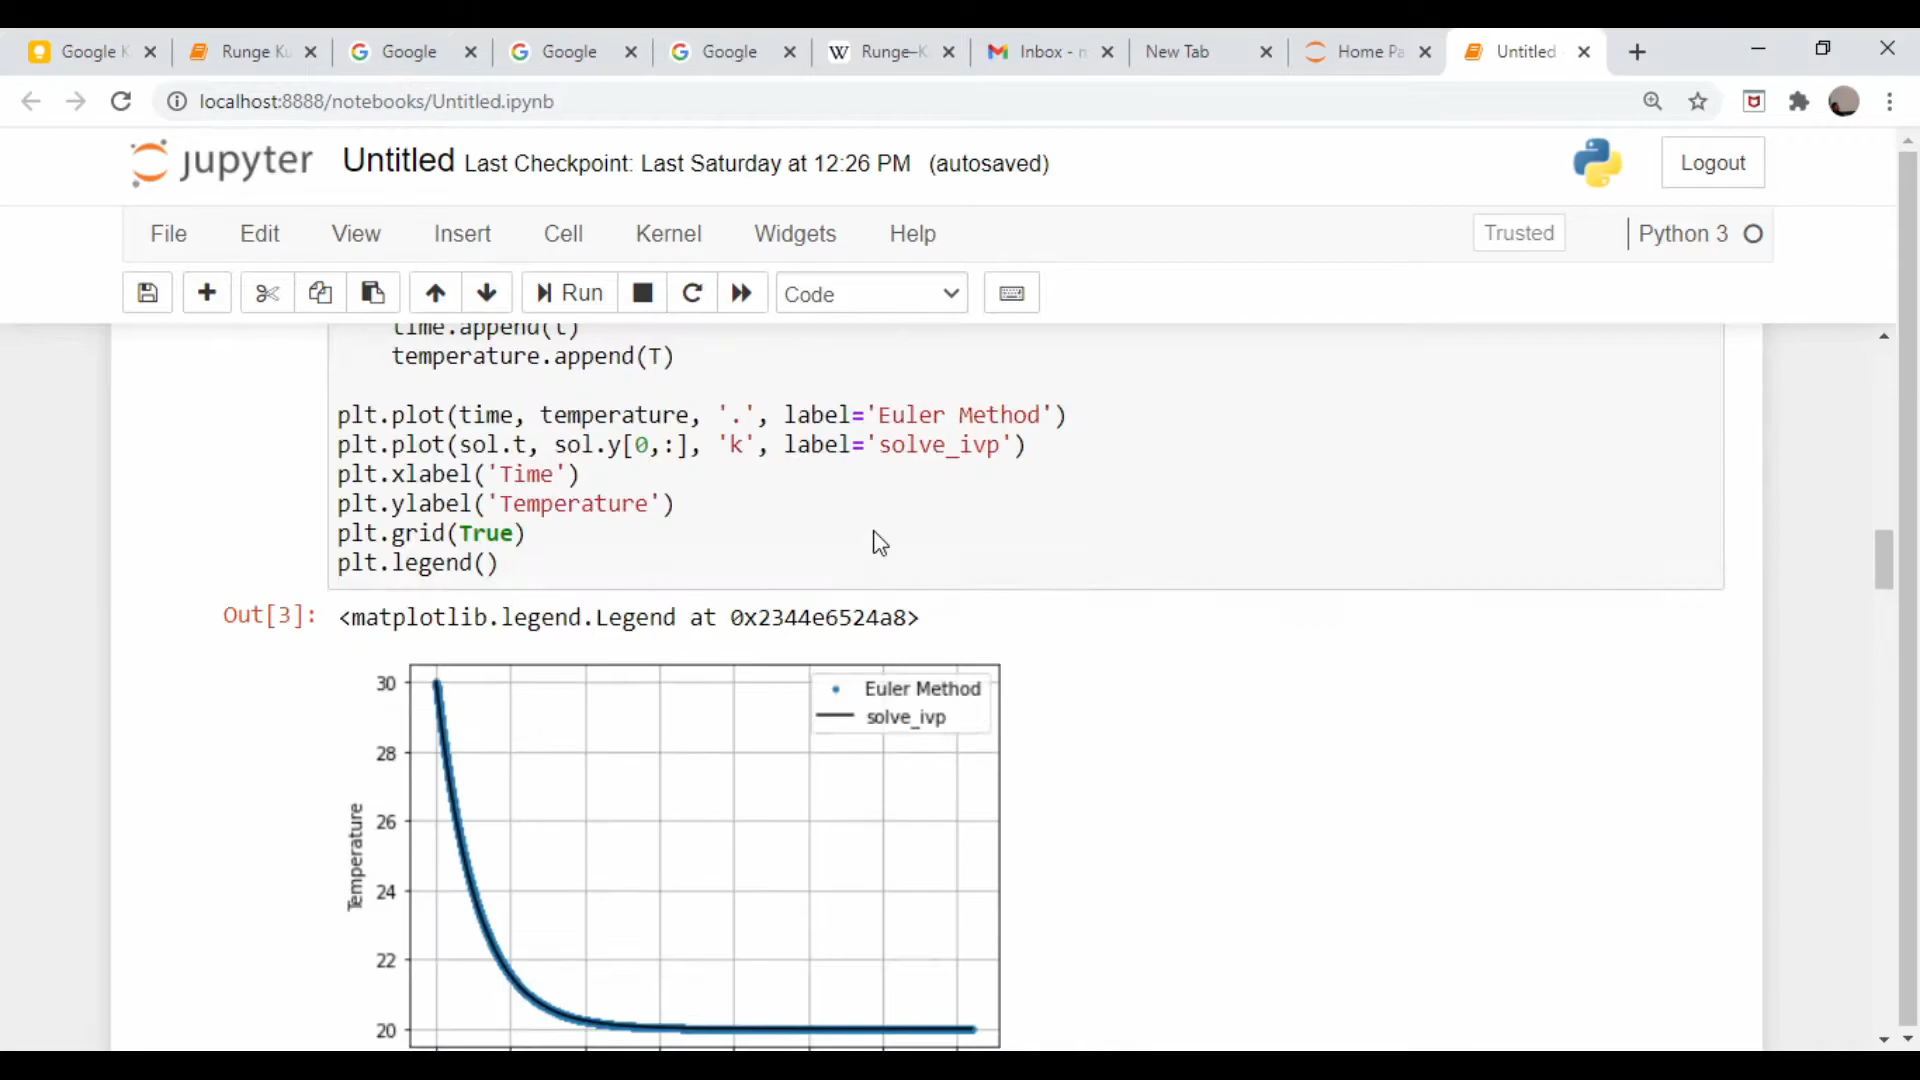 Google K
Runge Ku
Google
Google
Google
Runge–K
Inbox - n
New Tab
Home Pa
Untitled
localhost:8888/notebooks/Untitled.ipynb
jupyter Untitled Last Checkpoint: Last Saturday at 12:26 PM (autosaved)
Logout
File Edit View Insert Cell Kernel Widgets Help
Trusted
Python 3
Run
Code
time.append(t)
temperature.append(T)
plt.plot(time, temperature, '.', label='Euler Method')
plt.plot(sol.t, sol.y[0,:], 'k', label='solve_ivp')
plt.xlabel('Time')
plt.ylabel('Temperature')
plt.grid(True)
plt.legend()
Out[3]: <matplotlib.legend.Legend at 0x2344e6524a8>
30
28
26
24
22
20
Temperature
Euler Method
solve_ivp